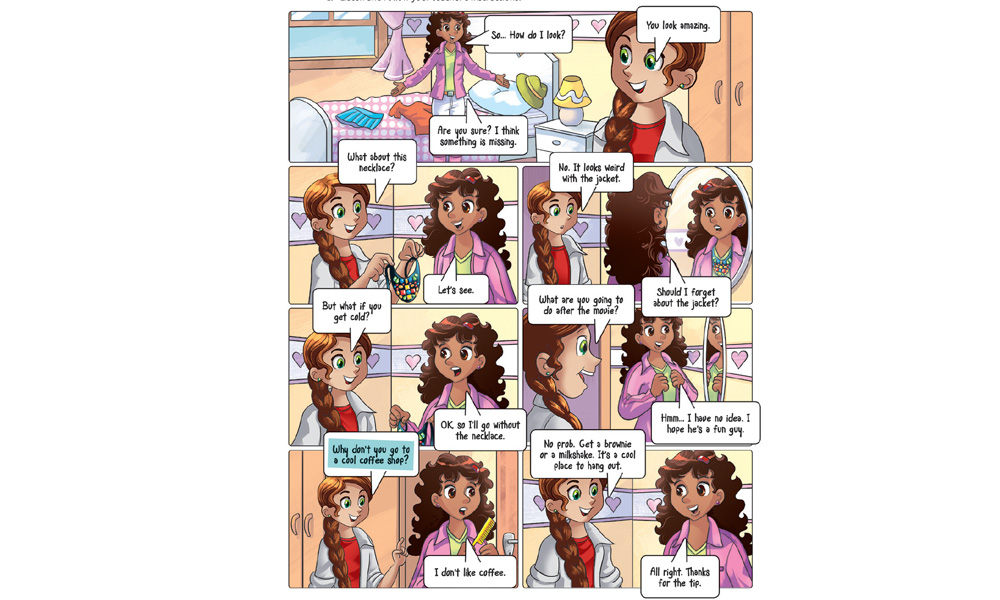 So... How do I look?
You look amazing.
Are you sure? I think
something is missing.
What about this
necklace?
Let's see.
No. It looks weird
with the jacket.
Should I forget
about the jacket?
But what if you
get cold?
OK, so I'll go without
the necklace.
What are you going to
do after the movie?
Hmm... I have no idea. I
hope he's a fun guy.
Why don't you go to
a cool coffee shop?
I don't like coffee.
No prob. Get a brownie
or a milkshake. It's a cool
place to hang out.
All right. Thanks
for the tip.